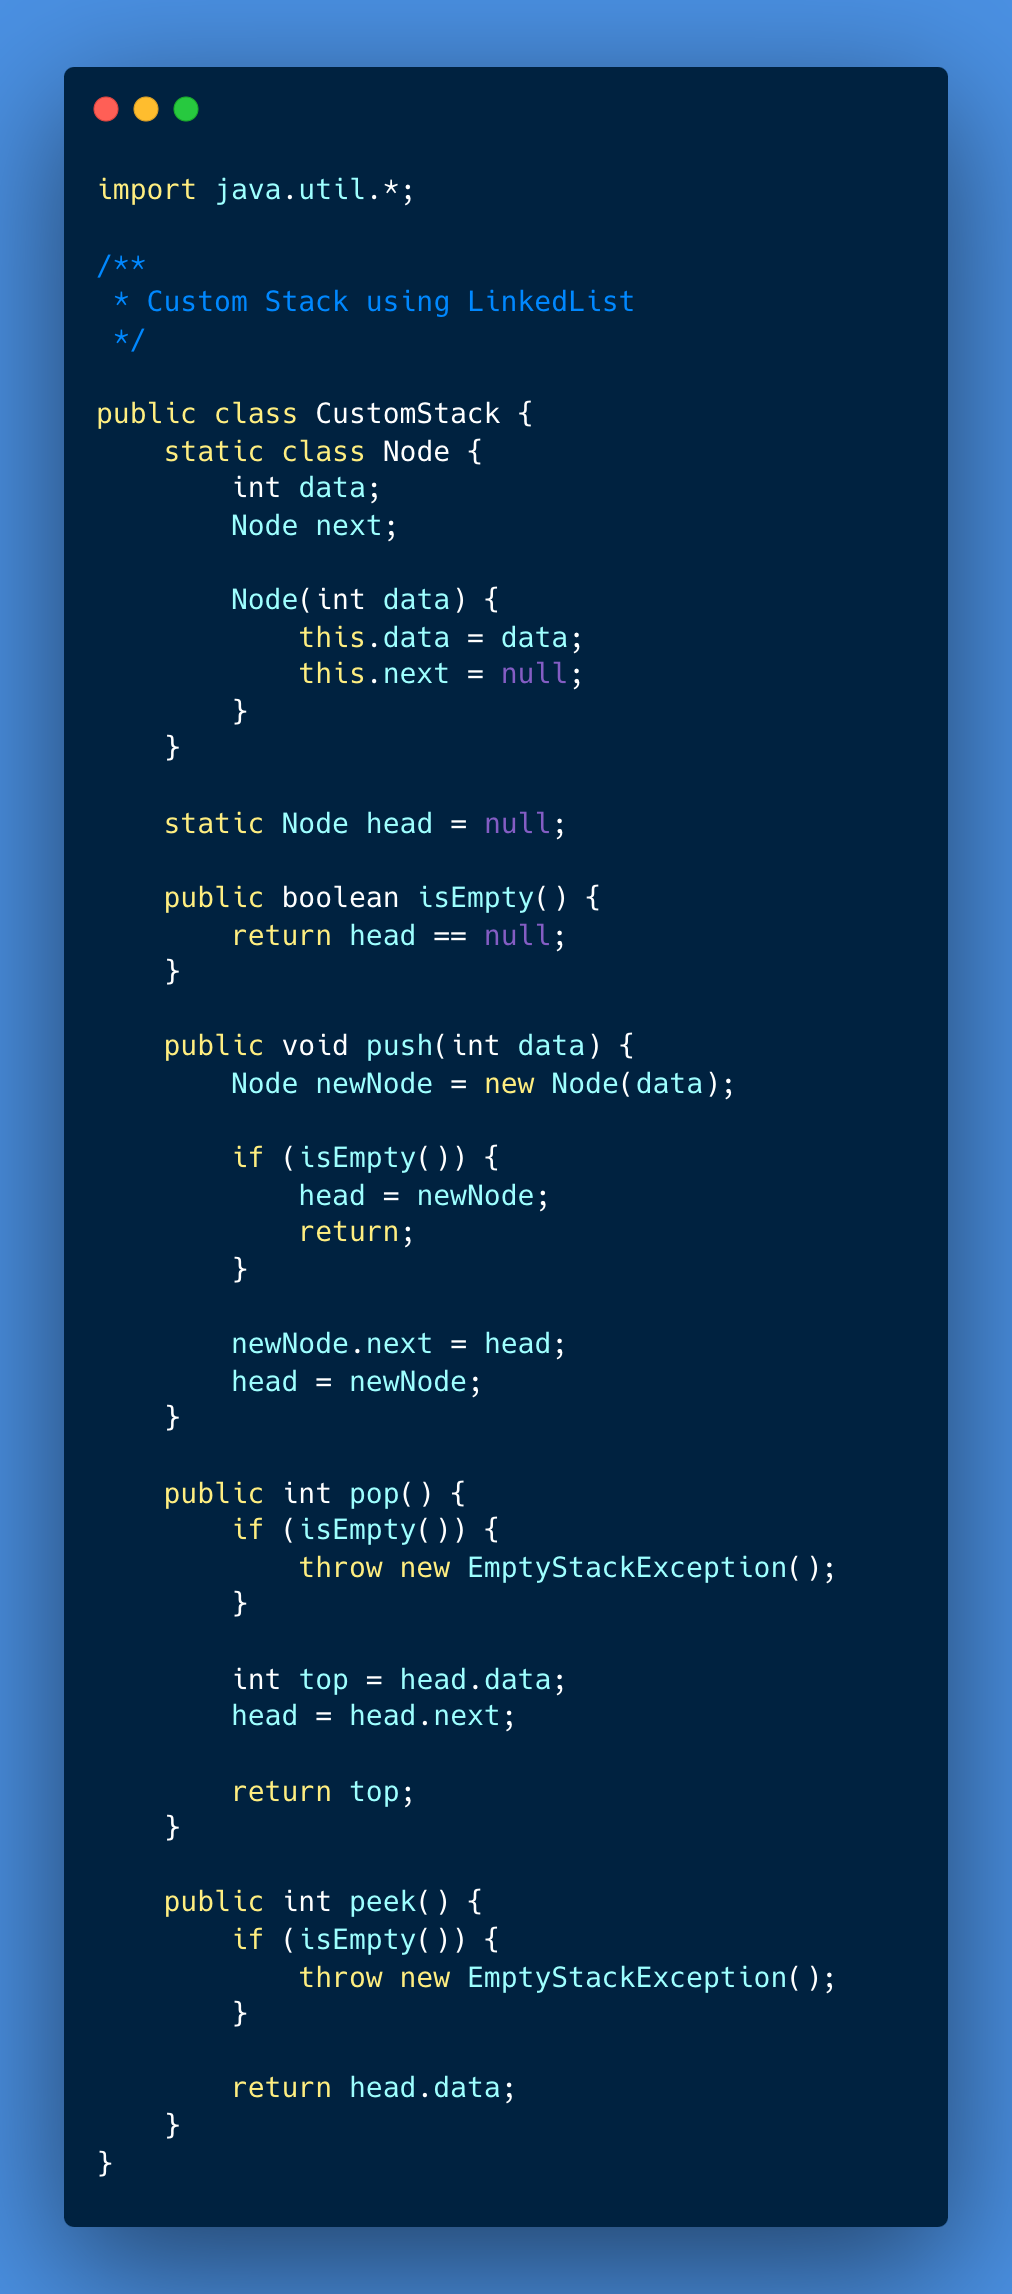 import java.util.*;

/**
 * Custom Stack using LinkedList
 */

public class CustomStack {
    static class Node {
        int data;
        Node next;

        Node(int data) {
            this.data = data;
            this.next = null;
        }
    }

    static Node head = null;

    public boolean isEmpty() {
        return head == null;
    }

    public void push(int data) {
        Node newNode = new Node(data);

        if (isEmpty()) {
            head = newNode;
            return;
        }

        newNode.next = head;
        head = newNode;
    }

    public int pop() {
        if (isEmpty()) {
            throw new EmptyStackException();
        }

        int top = head.data;
        head = head.next;

        return top;
    }

    public int peek() {
        if (isEmpty()) {
            throw new EmptyStackException();
        }

        return head.data;
    }
}